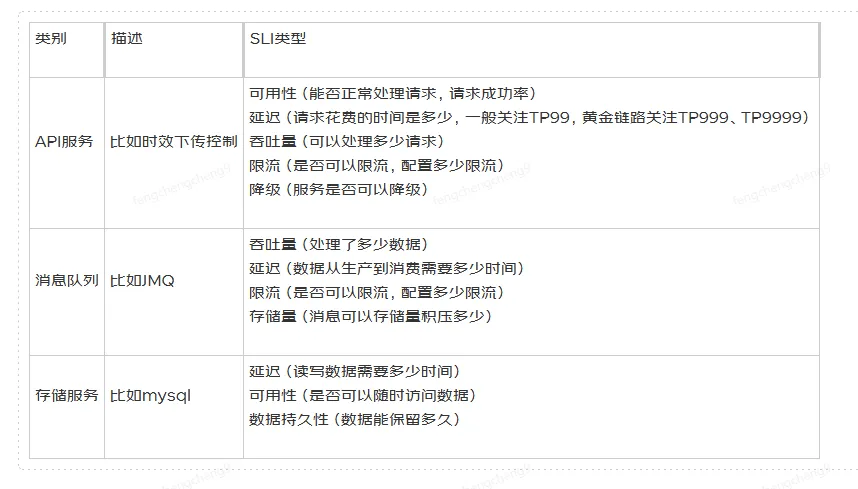 类别 描述 SLI类型
可用性（能否正常处理请求，请求成功率）
延迟（请求花费的时间是多少，一般关注TP99，黄金链路关注TP999、TP9999）
API服务 比如时效下传控制 吞吐量（可以处理多少请求）
限流（是否可以限流，配置多少限流）
降级（服务是否可以降级）
fengchengcheng9 fengchengcheng9 fengchengcheng9
吞吐量（处理了多少数据）
延迟（数据从生产到消费需要多少时间）
消息队列 比如JMQ
限流（是否可以限流，配置多少限流）
存储量（消息可以存储量积压多少）
延迟（读写数据需要多少时间）
存储服务 比如mysql 可用性（是否可以随时访问数据）
数据持久性（数据能保留多久）
fengchengcheng9 fengchengcheng9 fengchengcheng9